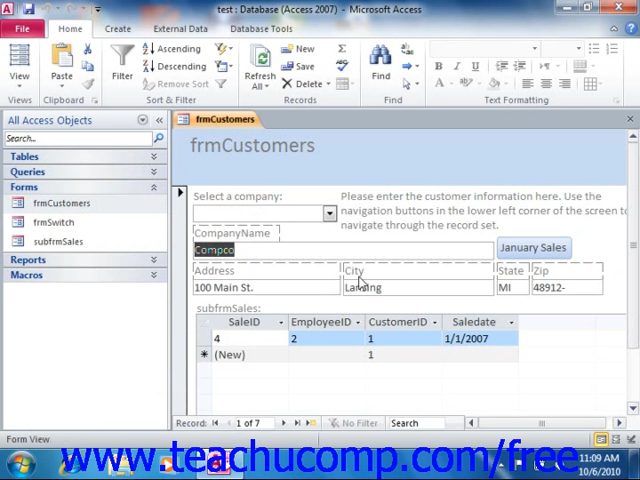 test : Database (Access 2007) - Microsoft Access
File Home Create External Data Database Tools
View Paste Filter Ascending Descending Remove Sort Refresh All New Save Delete Find
B I U
Views Clipboard Sort & Filter Records Find Text Formatting
All Access Objects
Search...
Tables
Queries
Forms
frmCustomers
frmSwitch
subfrmSales
Reports
Macros
frmCustomers
frmCustomers
Select a company:
Please enter the customer information here. Use the
navigation buttons in the lower left corner of the screen to
navigate through the record set.
CompanyName
Compco
January Sales
Address City State Zip
100 Main St. MI 48912-
subfrmSales:
SaleID EmployeeID CustomerID Saledate
4 2 1 1/1/2007
(New) 1
Record: 1 of 7 No Filter Search
Form View
www.teachucomp.com/free
11:09 AM
10/6/2010